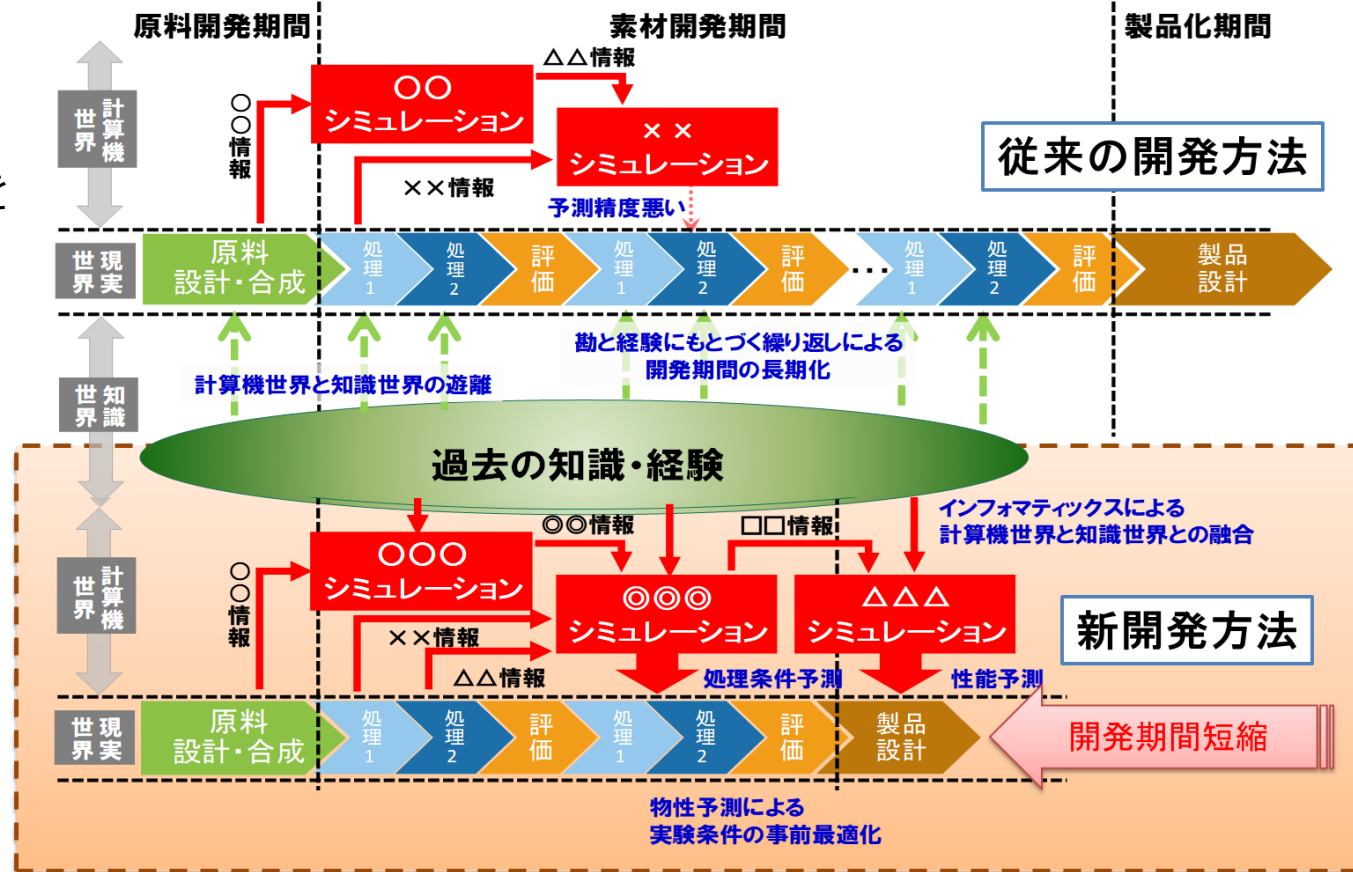 原料開発期間
素材開発期間
製品化期間
計算機
世界
〇〇情報
〇〇
シミュレーション
△△情報
××
シミュレーション
××情報
従来の開発方法
と
予測精度悪い
現実
世界
原料
設計・合成
処理1
処理2
評価
処理1
処理2
評価
…
処理1
処理2
評価
製品
設計
知識
世界
計算機世界と知識世界の遊離
勘と経験にもとづく繰り返しによる
開発期間の長期化
過去の知識・経験
インフォマティックスによる
計算機世界と知識世界との融合
計算機
世界
〇〇情報
〇〇〇
シミュレーション
◎◎情報
□□情報
◎◎◎
シミュレーション
△△△
シミュレーション
××情報
△△情報
新開発方法
処理条件予測
性能予測
現実
世界
原料
設計・合成
処理1
処理2
評価
処理1
処理2
評価
製品
設計
開発期間短縮
物性予測による
実験条件の事前最適化